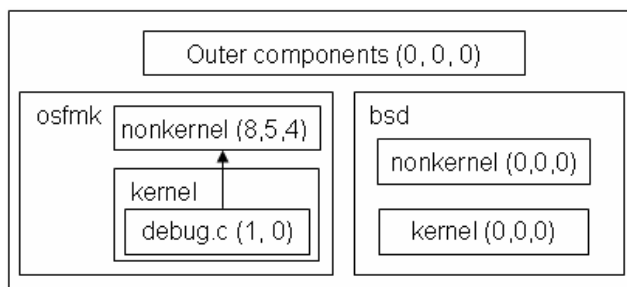 Outer components (0, 0, 0)
osfmk
nonkernel (8,5,4)
kernel
debug.c (1, 0)
bsd
nonkernel (0,0,0)
kernel (0,0,0)